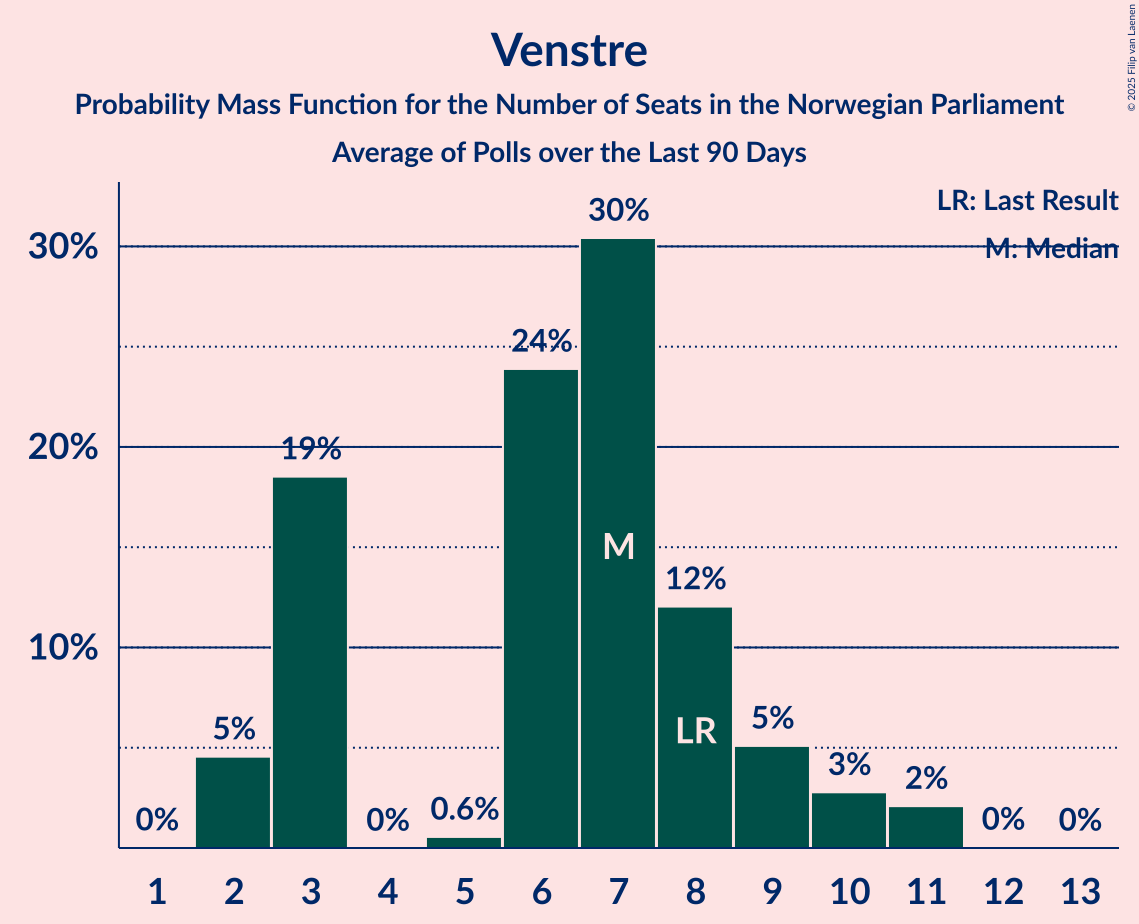 Venstre
Probability Mass Function for the Number of Seats in the Norwegian Parliament
Average of Polls over the Last 90 Days
© 2025 Filip van Laenen
LR: Last Result
M: Median
30%
20%
10%
0%
5%
19%
0%
0.6%
24%
30%
12%
5%
3%
2%
0%
0%
M
LR
1 2 3 4 5 6 7 8 9 10 11 12 13